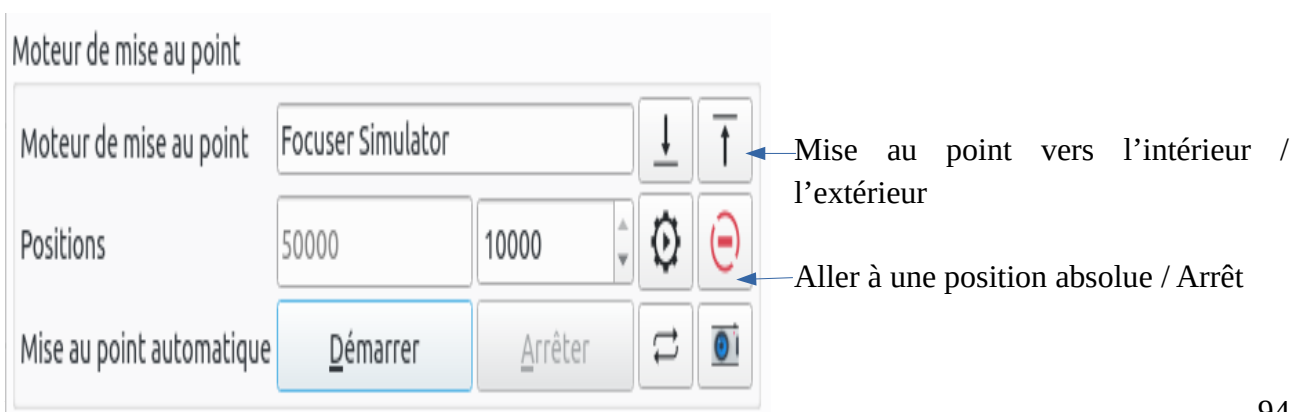 Moteur de mise au point
Moteur de mise au point Focuser Simulator
Mise au point vers l’intérieur /
l’extérieur
Positions 50000 10000
Aller à une position absolue / Arrêt
Mise au point automatique Démarrer Arrêter
94